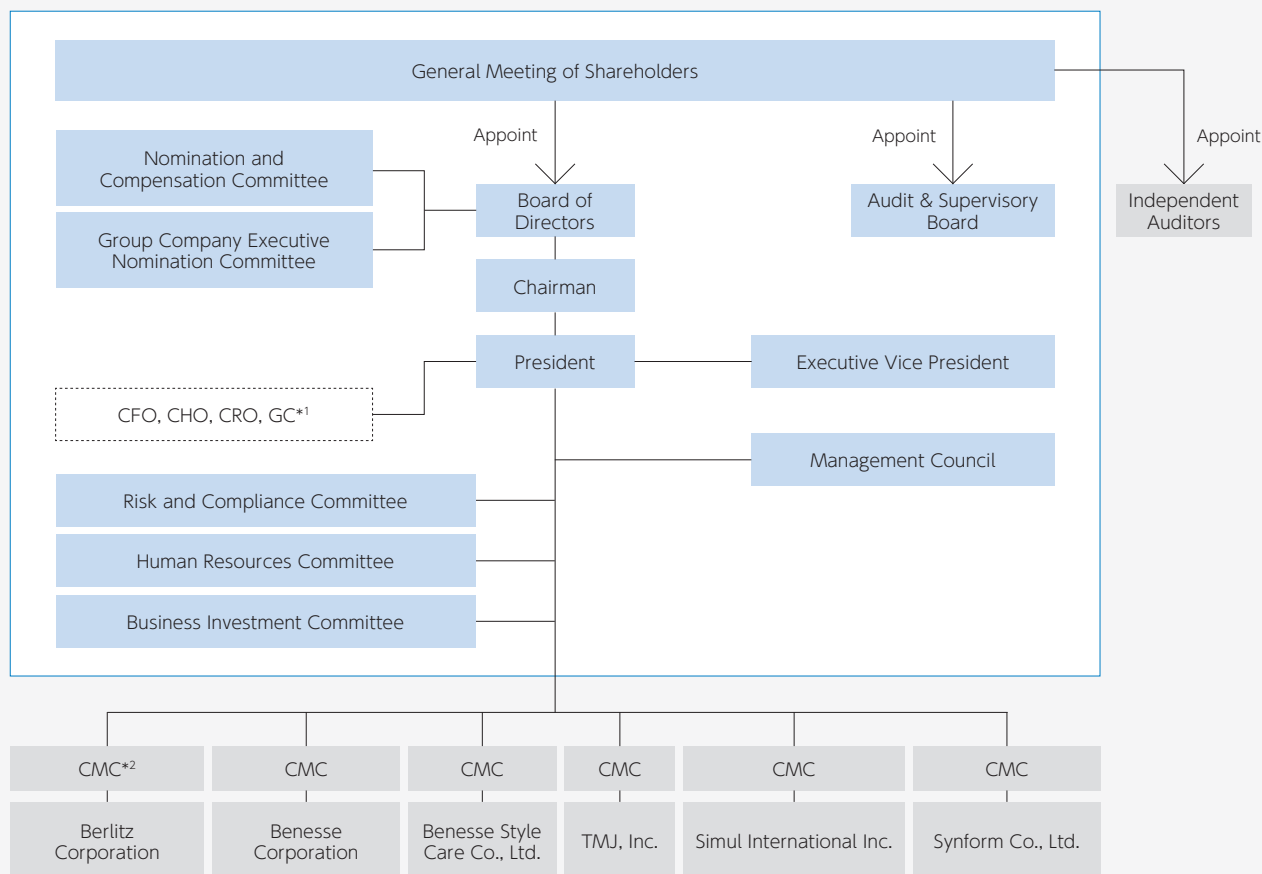 General Meeting of Shareholders
Appoint
Appoint
Appoint
Nomination and
Compensation Committee
Group Company Executive
Nomination Committee
Board of
Directors
Audit & Supervisory
Board
Independent
Auditors
Chairman
President
Executive Vice President
CFO, CHO, CRO, GC*1
Management Council
Risk and Compliance Committee
Human Resources Committee
Business Investment Committee
CMC*2
CMC
CMC
CMC
CMC
CMC
Berlitz
Corporation
Benesse
Corporation
Benesse Style
Care Co., Ltd.
TMJ, Inc.
Simul International Inc.
Synform Co., Ltd.